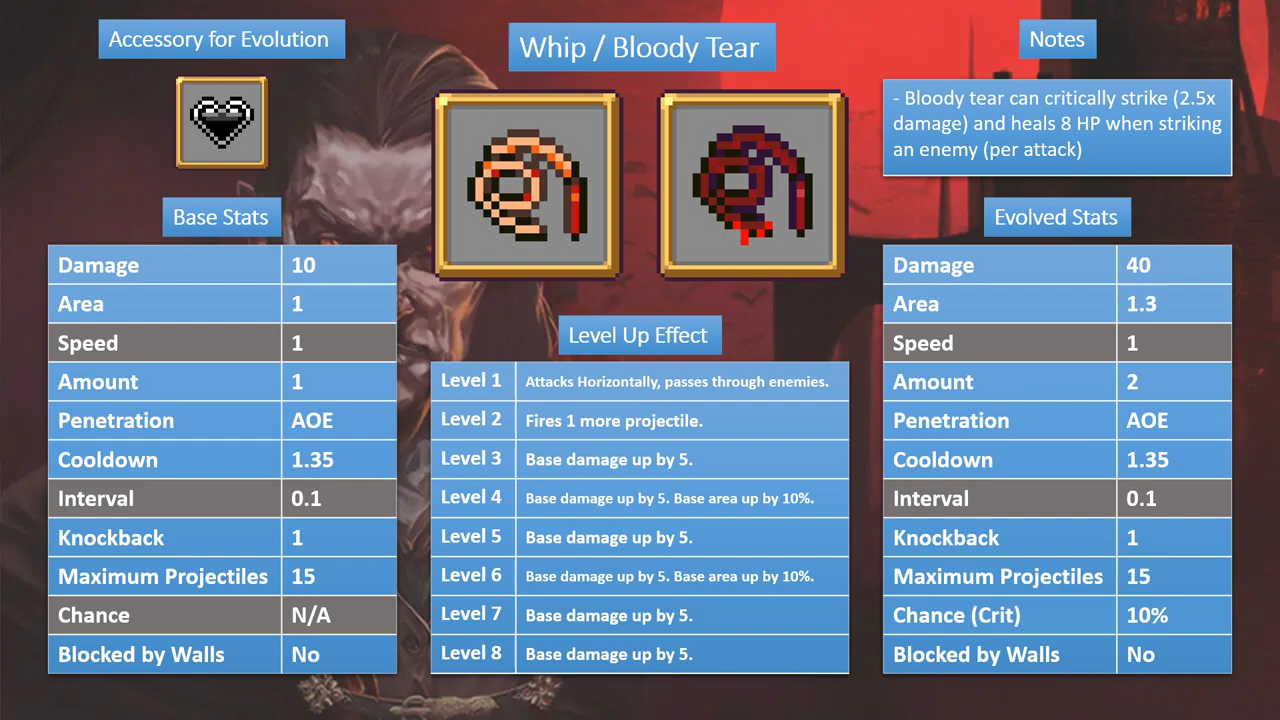 Accessory for Evolution
Whip / Bloody Tear
Notes
- Bloody tear can critically strike (2.5x
damage) and heals 8 HP when striking
an enemy (per attack)
Base Stats
Damage 10
Area 1
Speed 1
Amount 1
Penetration AOE
Cooldown 1.35
Interval 0.1
Knockback 1
Maximum Projectiles 15
Chance N/A
Blocked by Walls No
Level Up Effect
Level 1 Attacks Horizontally, passes through enemies.
Level 2 Fires 1 more projectile.
Level 3 Base damage up by 5.
Level 4 Base damage up by 5. Base area up by 10%.
Level 5 Base damage up by 5.
Level 6 Base damage up by 5. Base area up by 10%.
Level 7 Base damage up by 5.
Level 8 Base damage up by 5.
Evolved Stats
Damage 40
Area 1.3
Speed 1
Amount 2
Penetration AOE
Cooldown 1.35
Interval 0.1
Knockback 1
Maximum Projectiles 15
Chance (Crit) 10%
Blocked by Walls No